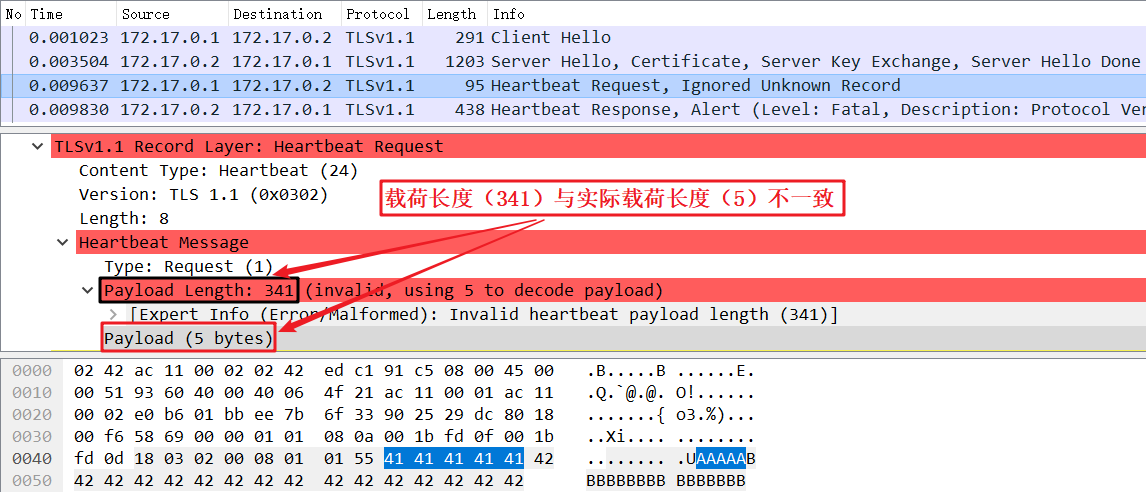 No Time Source Destination Protocol Length Info
0.001023 172.17.0.1 172.17.0.2 TLSv1.1 291 Client Hello
0.003504 172.17.0.2 172.17.0.1 TLSv1.1 1203 Server Hello, Certificate, Server Key Exchange, Server Hello Done
0.009637 172.17.0.1 172.17.0.2 TLSv1.1 95 Heartbeat Request, Ignored Unknown Record
0.009830 172.17.0.2 172.17.0.1 TLSv1.1 438 Heartbeat Response, Alert (Level: Fatal, Description: Protocol Ver
TLSv1.1 Record Layer: Heartbeat Request
Content Type: Heartbeat (24)
Version: TLS 1.1 (0x0302)
载荷长度（341）与实际载荷长度（5）不一致
Length: 8
Heartbeat Message
Type: Request (1)
Payload Length: 341 (invalid, using 5 to decode payload)
[Expert Info (Error/Malformed): Invalid heartbeat payload length (341)]
Payload (5 bytes)
0000 02 42 ac 11 00 02 02 42 ed c1 91 c5 08 00 45 00 .B.....B ......E.
0010 00 51 93 60 40 00 40 06 4f 21 ac 11 00 01 ac 11 .Q.`@.@. O!......
0020 00 02 e0 b6 01 bb ee 7b 6f 33 90 25 29 dc 80 18 .......{ o3.%)...
0030 00 f6 58 69 00 00 01 01 08 0a 00 1b fd 0f 00 1b ..Xi.... ........
0040 fd 0d 18 03 02 00 08 01 01 55 41 41 41 41 41 42 ........ .UAAAAAB
0050 42 42 42 42 42 42 42 42 42 42 42 42 42 42 42 BBBBBBBB BBBBBBB